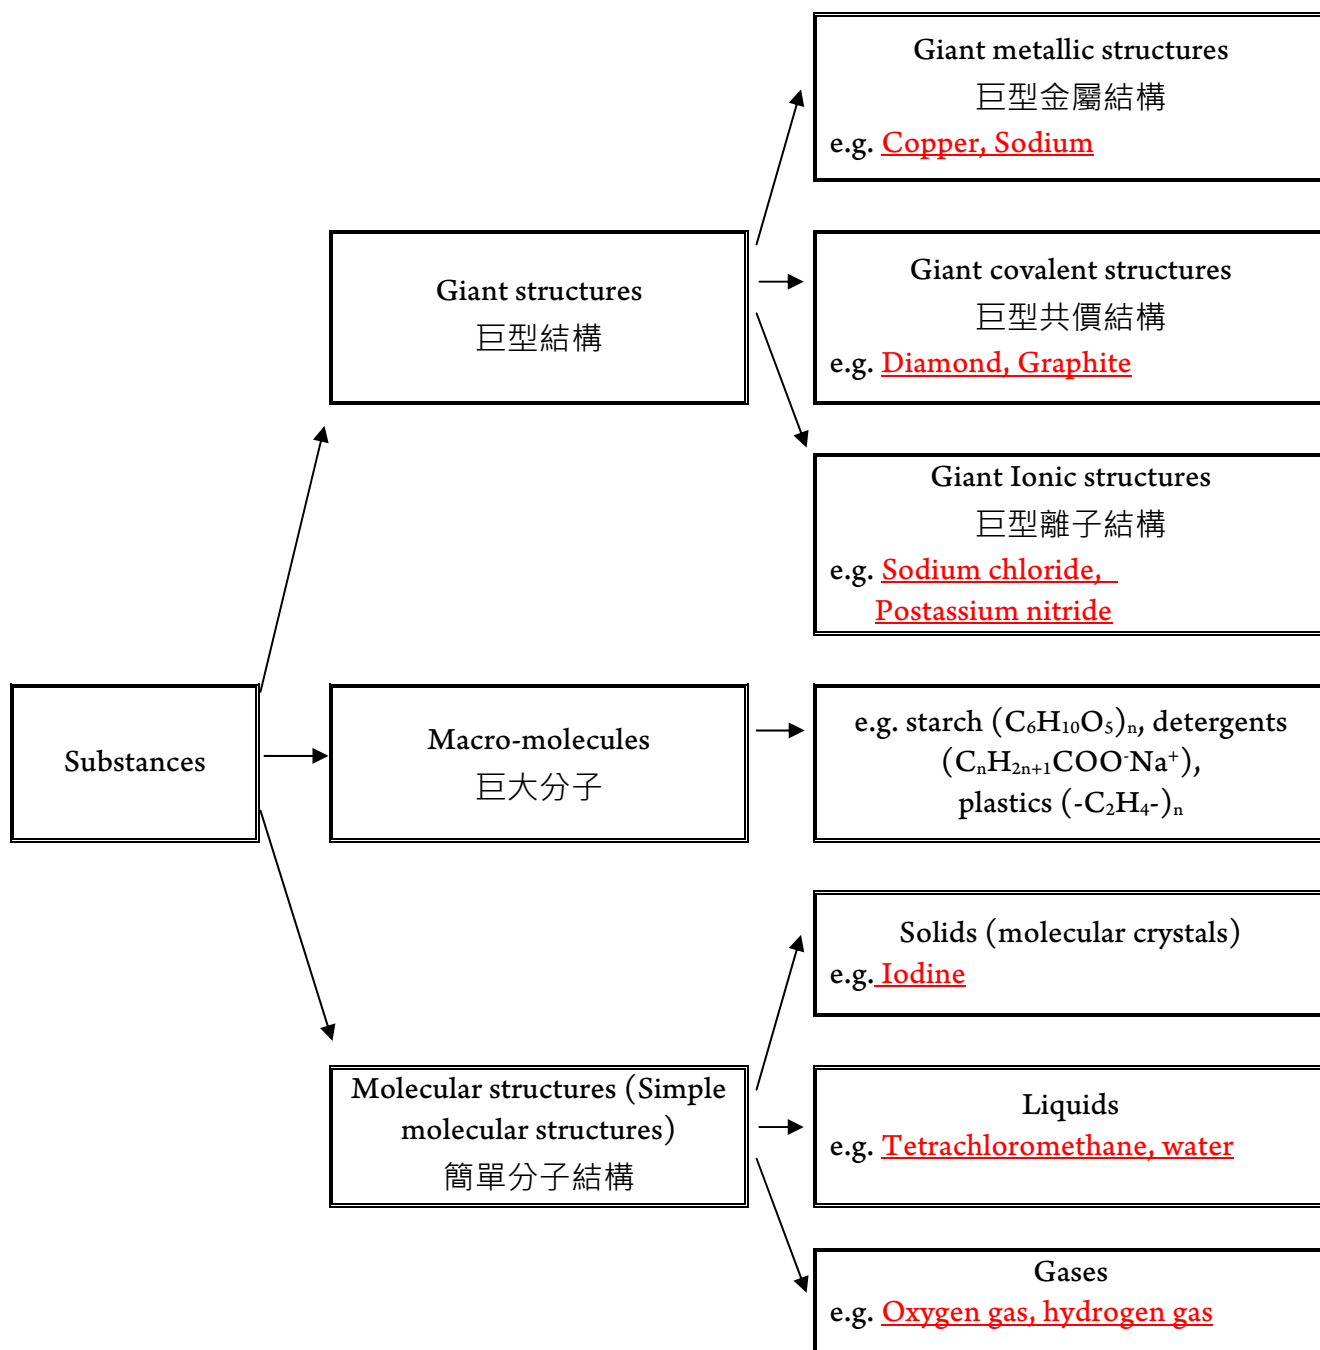 Giant metallic structures
巨型金屬結構
e.g. Copper, Sodium
Giant structures
巨型結構
Giant covalent structures
巨型共價結構
e.g. Diamond, Graphite
Giant Ionic structures
巨型離子結構
e.g. Sodium chloride,
Postassium nitride
Substances
Macro-molecules
巨大分子
e.g. starch (C₆H₁₀O₅)ₙ, detergents
(CₙH₂ₙ₊₁COO⁻Na⁺),
plastics (-C₂H₄-)ₙ
Solids (molecular crystals)
e.g. Iodine
Molecular structures (Simple
molecular structures)
簡單分子結構
Liquids
e.g. Tetrachloromethane, water
Gases
e.g. Oxygen gas, hydrogen gas